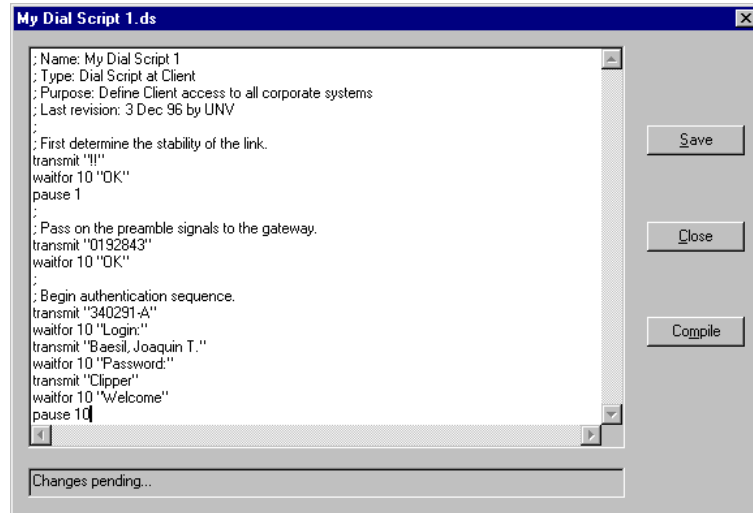 My Dial Script 1.ds
; Name: My Dial Script 1
; Type: Dial Script at Client
; Purpose: Define Client access to all corporate systems
; Last revision: 3 Dec 96 by UNV
;
; First determine the stability of the link.
transmit "!!"
waitfor 10 "OK"
pause 1
;
; Pass on the preamble signals to the gateway.
transmit "0192843"
waitfor 10 "OK"
;
; Begin authentication sequence.
transmit "340291-A"
waitfor 10 "Login:"
transmit "Baesil, Joaquin T."
waitfor 10 "Password:"
transmit "Clipper"
waitfor 10 "Welcome"
pause 10
Save
Close
Compile
Changes pending...